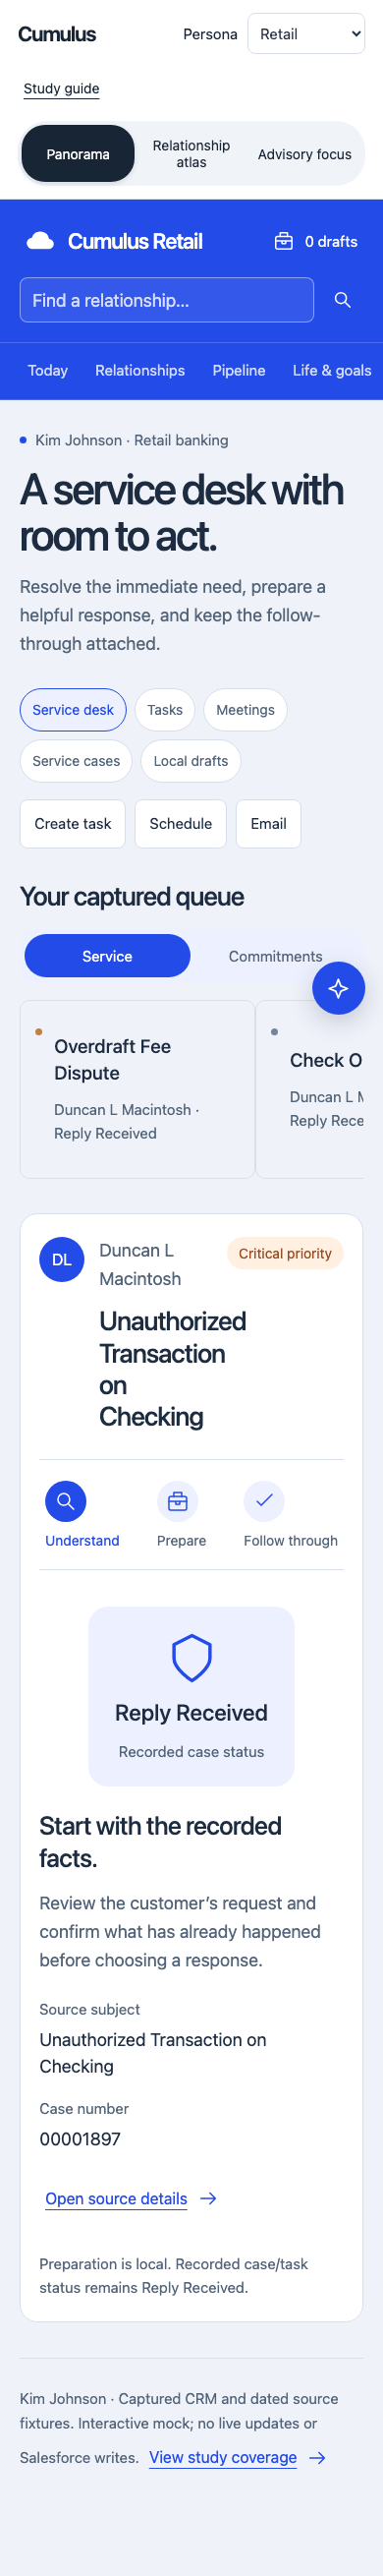 Cumulus
Persona
Retail
Study guide
Panorama
Relationship
atlas
Advisory focus
Cumulus Retail
0 drafts
Find a relationship...
Today
Relationships
Pipeline
Life & goals
Kim Johnson · Retail banking
A service desk with
room to act.
Resolve the immediate need, prepare a
helpful response, and keep the follow-
through attached.
Service desk
Tasks
Meetings
Service cases
Local drafts
Create task
Schedule
Email
Your captured queue
Service
Commitments
Overdraft Fee
Dispute
Duncan L Macintosh ·
Reply Received
Check O
Duncan L M
Reply Rece
DL
Duncan L
Macintosh
Critical priority
Unauthorized
Transaction
on
Checking
Understand
Prepare
Follow through
Reply Received
Recorded case status
Start with the recorded
facts.
Review the customer’s request and
confirm what has already happened
before choosing a response.
Source subject
Unauthorized Transaction on
Checking
Case number
00001897
Open source details
Preparation is local. Recorded case/task
status remains Reply Received.
Kim Johnson · Captured CRM and dated source
fixtures. Interactive mock; no live updates or
Salesforce writes. View study coverage